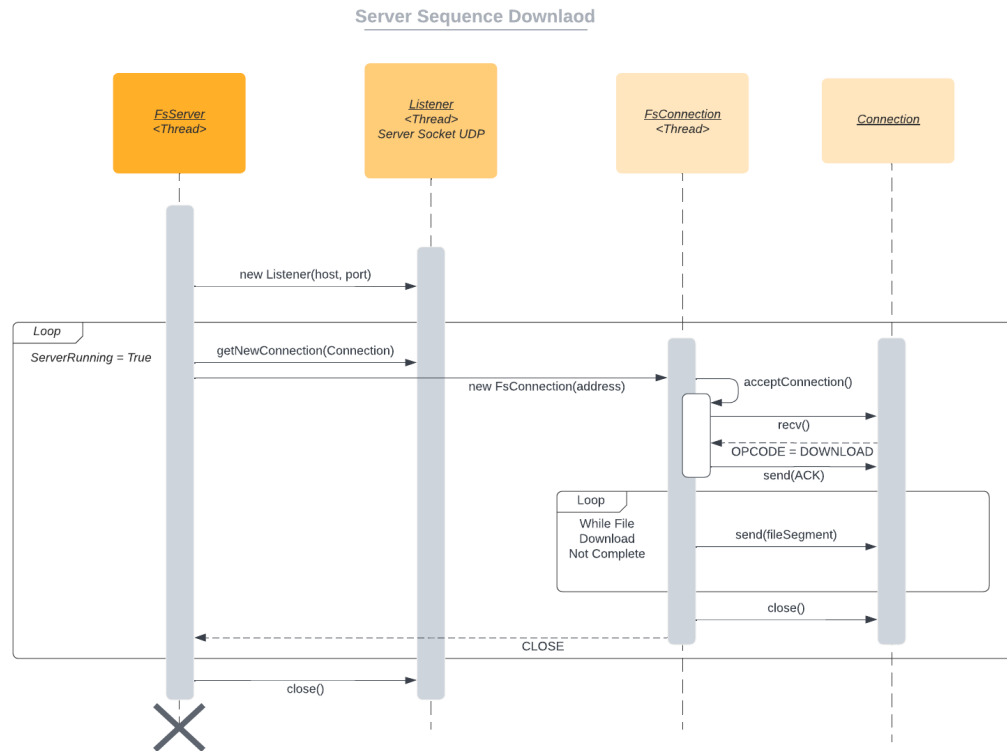 Server Sequence Downlaod
FsServer
<Thread>
Listener
<Thread>
Server Socket UDP
FsConnection
<Thread>
Connection
new Listener(host, port)
Loop
ServerRunning = True
getNewConnection(Connection)
new FsConnection(address)
acceptConnection()
recv()
OPCODE = DOWNLOAD
send(ACK)
Loop
While File
Download
Not Complete
send(fileSegment)
close()
CLOSE
close()